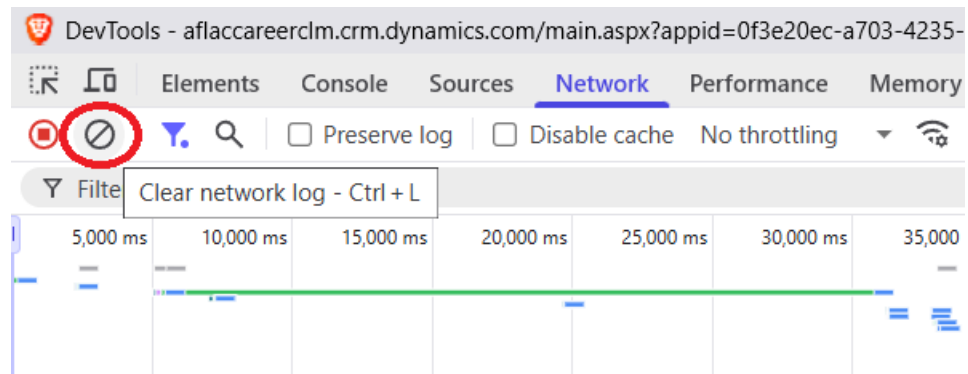 DevTools - aflaccareerclm.crm.dynamics.com/main.aspx?appid=0f3e20ec-a703-4235-
Elements Console Sources Network Performance Memory
Preserve log Disable cache No throttling
Filte
Clear network log - Ctrl + L
5,000 ms 10,000 ms 15,000 ms 20,000 ms 25,000 ms 30,000 ms 35,000